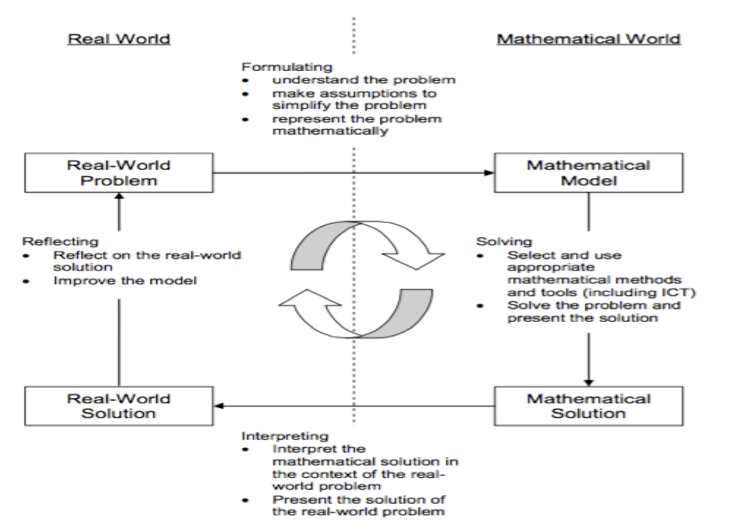 Real World
Mathematical World
Formulating
• understand the problem
• make assumptions to
simplify the problem
• represent the problem
mathematically
Real-World
Problem
Mathematical
Model
Reflecting
• Reflect on the real-world
solution
• Improve the model
Solving
• Select and use
appropriate
mathematical methods
and tools (including ICT)
• Solve the problem and
present the solution
Real-World
Solution
Mathematical
Solution
Interpreting
• Interpret the
mathematical solution in
the context of the real-
world problem
• Present the solution of
the real-world problem